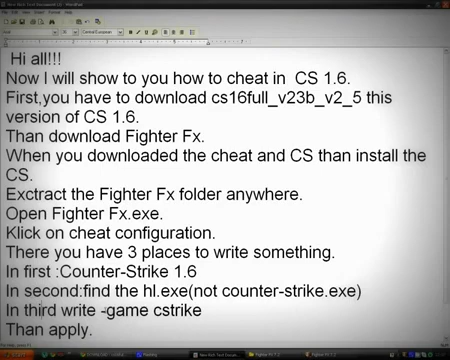 Hi all!!!
Now I will show to you how to cheat in CS 1.6.
First,you have to download cs16full_v23b_v2_5 this
version of CS 1.6.
Than download Fighter Fx.
When you downloaded the cheat and CS than install the
CS.
Exctract the Fighter Fx folder anywhere.
Open Fighter Fx.exe.
Klick on cheat configuration.
There you have 3 places to write something.
In first :Counter-Strike 1.6
In second:find the hl.exe(not counter-strike.exe)
In third write -game cstrike
Than apply.